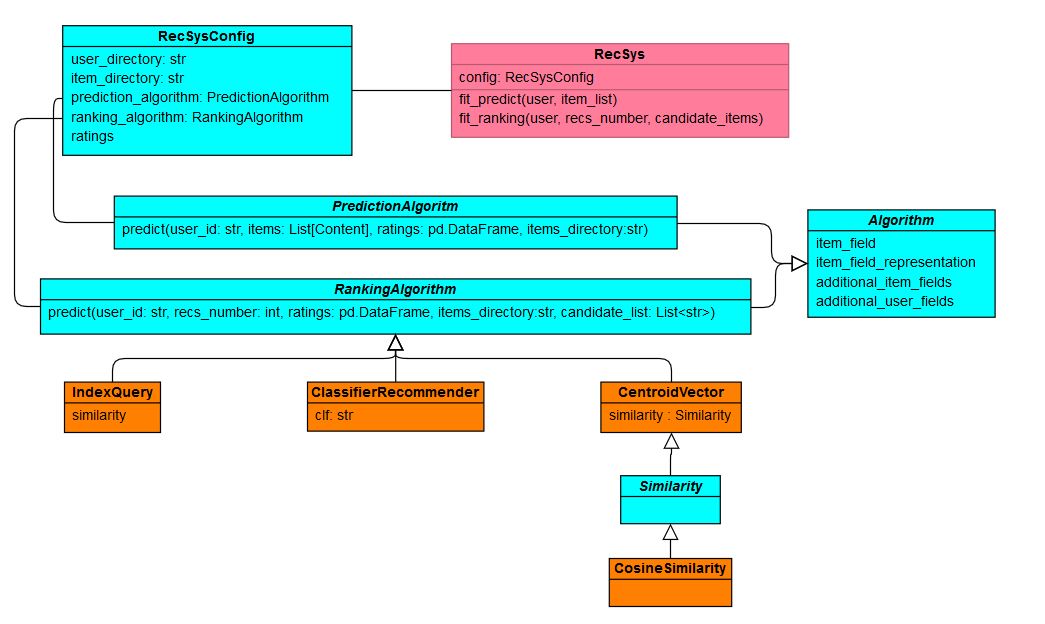 RecSysConfig
user_directory: str
item_directory: str
prediction_algorithm: PredictionAlgorithm
ranking_algorithm: RankingAlgorithm
ratings
RecSys
config: RecSysConfig
fit_predict(user, item_list)
fit_ranking(user, recs_number, candidate_items)
PredictionAlgoritm
predict(user_id: str, items: List[Content], ratings: pd.DataFrame, items_directory:str)
Algorithm
item_field
item_field_representation
additional_item_fields
additional_user_fields
RankingAlgorithm
predict(user_id: str, recs_number: int, ratings: pd.DataFrame, items_directory:str, candidate_list: List<str>)
IndexQuery
similarity
ClassifierRecommender
clf: str
CentroidVector
similarity : Similarity
Similarity
CosineSimilarity